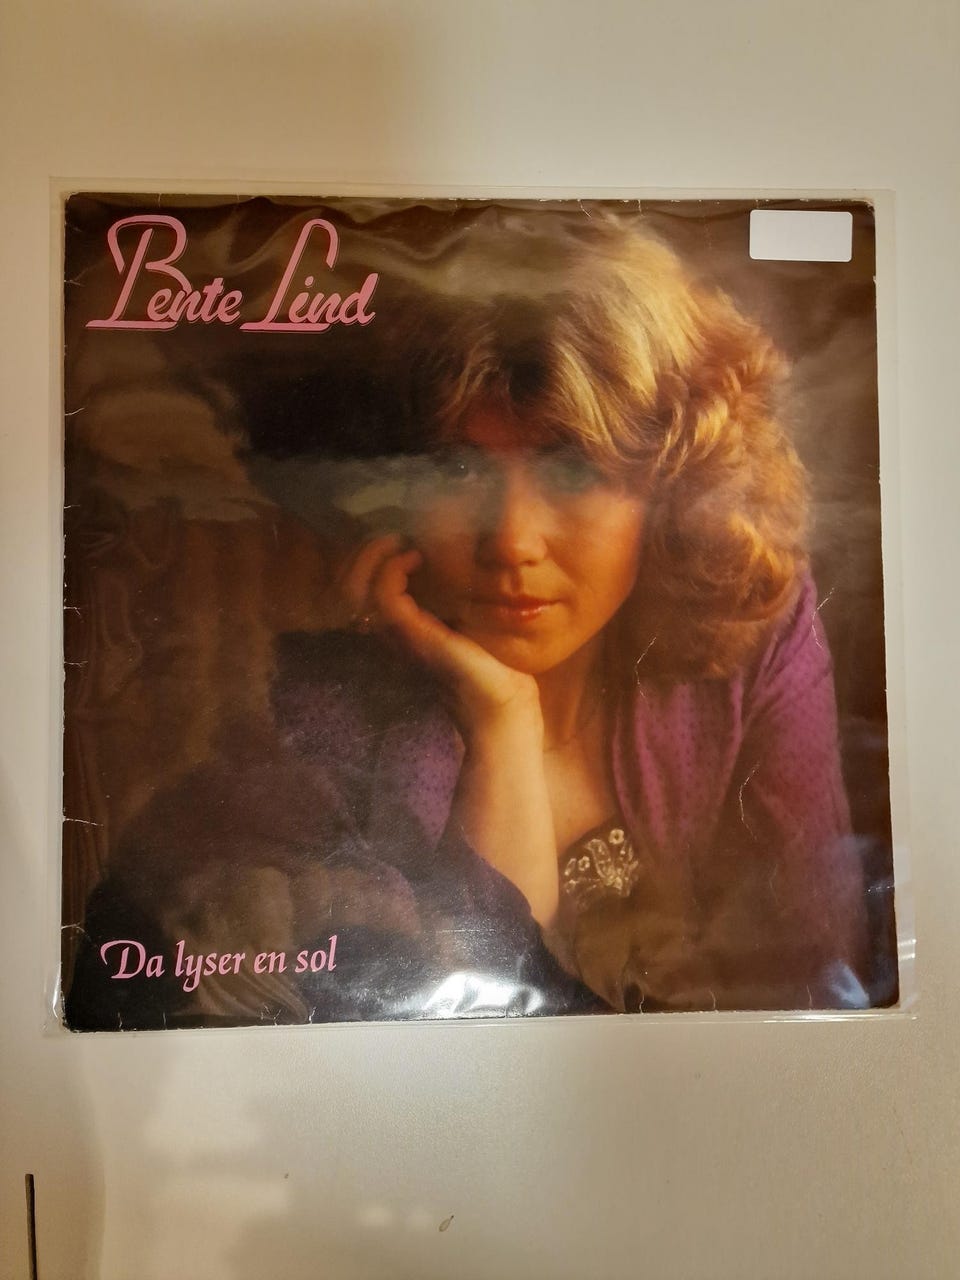 Bente Lind
Da lyser en sol